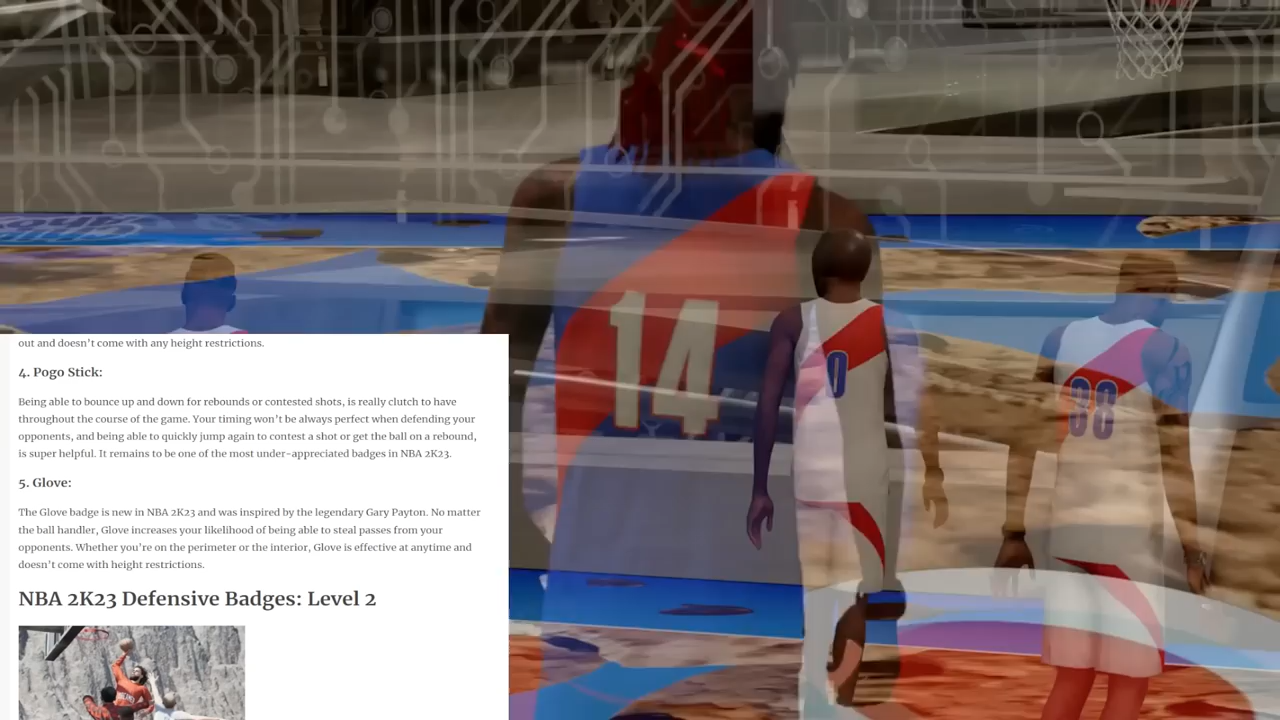 14
0
38
out and doesn't come with any height restrictions.
4. Pogo Stick:
Being able to bounce up and down for rebounds or contested shots, is really clutch to have
throughout the course of the game. Your timing won't be always perfect when defending your
opponents, and being able to quickly jump again to contest a shot or get the ball on a rebound,
is super helpful. It remains to be one of the most under-appreciated badges in NBA 2K23.
5. Glove:
The Glove badge is new in NBA 2K23 and was inspired by the legendary Gary Payton. No matter
the ball handler, Glove increases your likelihood of being able to steal passes from your
opponents. Whether you're on the perimeter or the interior, Glove is effective at anytime and
doesn't come with height restrictions.
NBA 2K23 Defensive Badges: Level 2